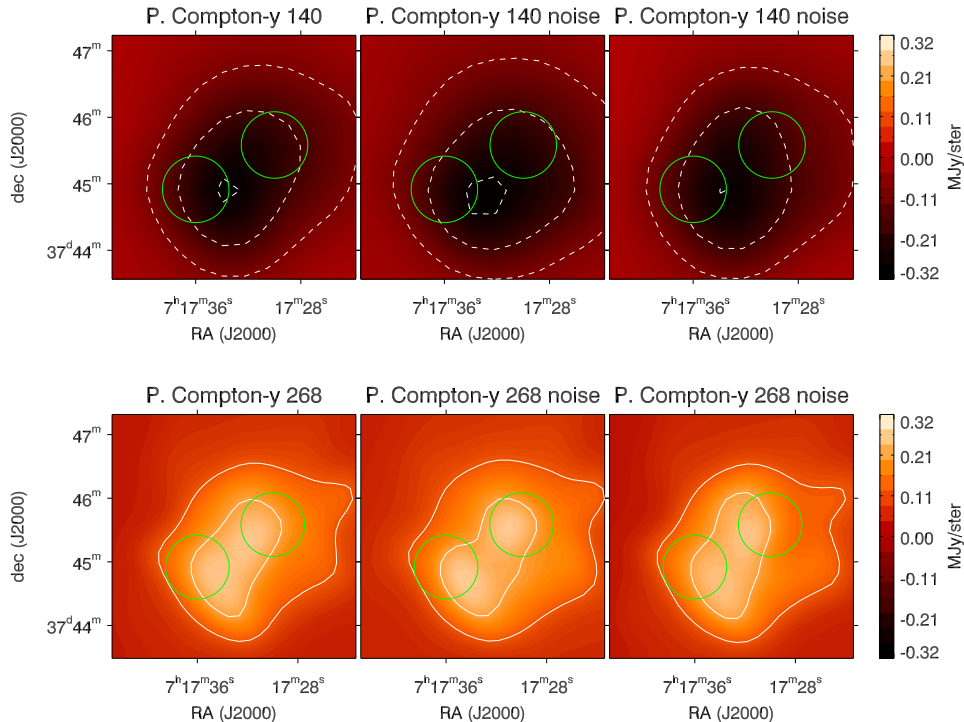 P. Compton-y 140
P. Compton-y 140 noise
P. Compton-y 140 noise
47ᵐ
46ᵐ
45ᵐ
37ᵈ44ᵐ
dec (J2000)
7ʰ17ᵐ36ˢ
17ᵐ28ˢ
7ʰ17ᵐ36ˢ
17ᵐ28ˢ
7ʰ17ᵐ36ˢ
17ᵐ28ˢ
RA (J2000)
RA (J2000)
RA (J2000)
0.32
0.21
0.11
0.00
-0.11
-0.21
-0.32
MJy/ster
P. Compton-y 268
P. Compton-y 268 noise
P. Compton-y 268 noise
47ᵐ
46ᵐ
45ᵐ
37ᵈ44ᵐ
dec (J2000)
7ʰ17ᵐ36ˢ
17ᵐ28ˢ
7ʰ17ᵐ36ˢ
17ᵐ28ˢ
7ʰ17ᵐ36ˢ
17ᵐ28ˢ
RA (J2000)
RA (J2000)
RA (J2000)
0.32
0.21
0.11
0.00
-0.11
-0.21
-0.32
MJy/ster